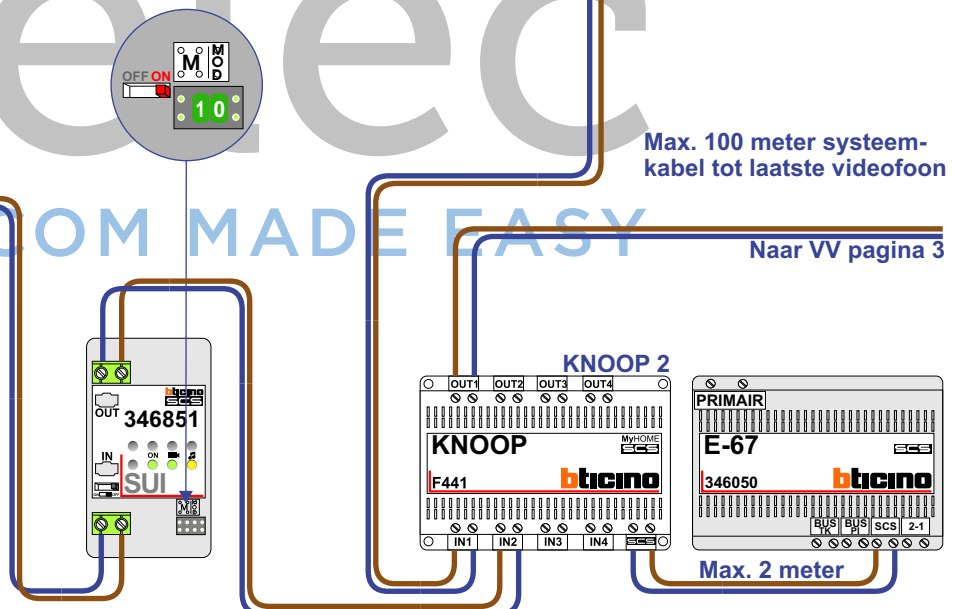 etec
COM MADE EASY
OFF ON
M
MOD
10
Max. 100 meter systeem-
kabel tot laatste videofoon
Naar VV pagina 3
bticino
SCS
OUT
346851
ON
IN
SUI
ON OFF
M
KNOOP 2
OUT1 OUT2 OUT3 OUT4
KNOOP
MyHOME
SCS
F441
bticino
IN1 IN2 IN3 IN4 SCS
PRIMAIR
E-67
SCS
346050
bticino
BUS TK
BUS PI
SCS
2-1
Max. 2 meter